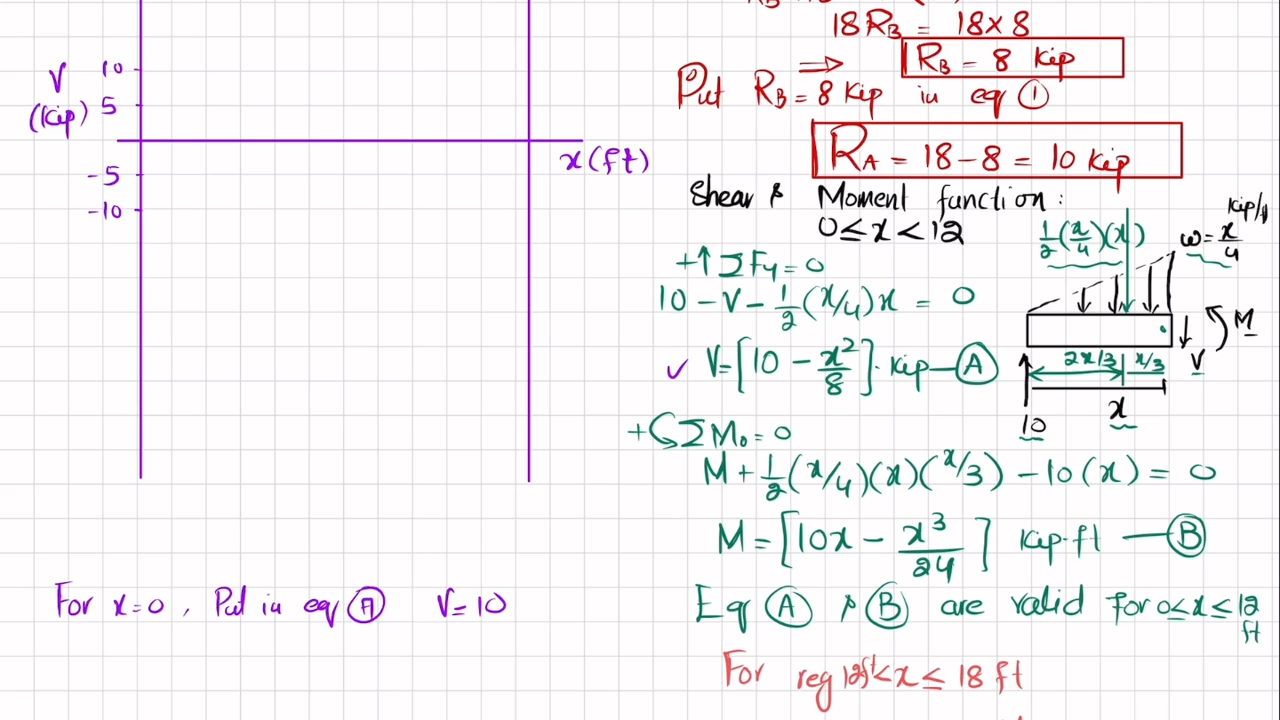 18 R_B = 18×8
R_B = 8 kip
Put R_B = 8 kip in eq ①
R_A = 18-8 = 10 kip
Shear & Moment function:
0≤x<12
+↑ΣFy=0
10-V-½(x/4)x = 0
✓ V=[10 - x²/8]·kip—Ⓐ
+ΣM₀=0
M+½(x/4)(x)(x/3) -10(x) = 0
M=[10x - x³/24] kip·ft —Ⓑ
Eq Ⓐ & Ⓑ are valid for 0≤x≤12 ft
For reg 12ft<x≤18 ft
½(x/4)(x)
w=x/4
M
V
2x/3
x/3
x
10
V
(kip)
10
5
-5
-10
x(ft)
For x=0, Put in eq Ⓐ V=10